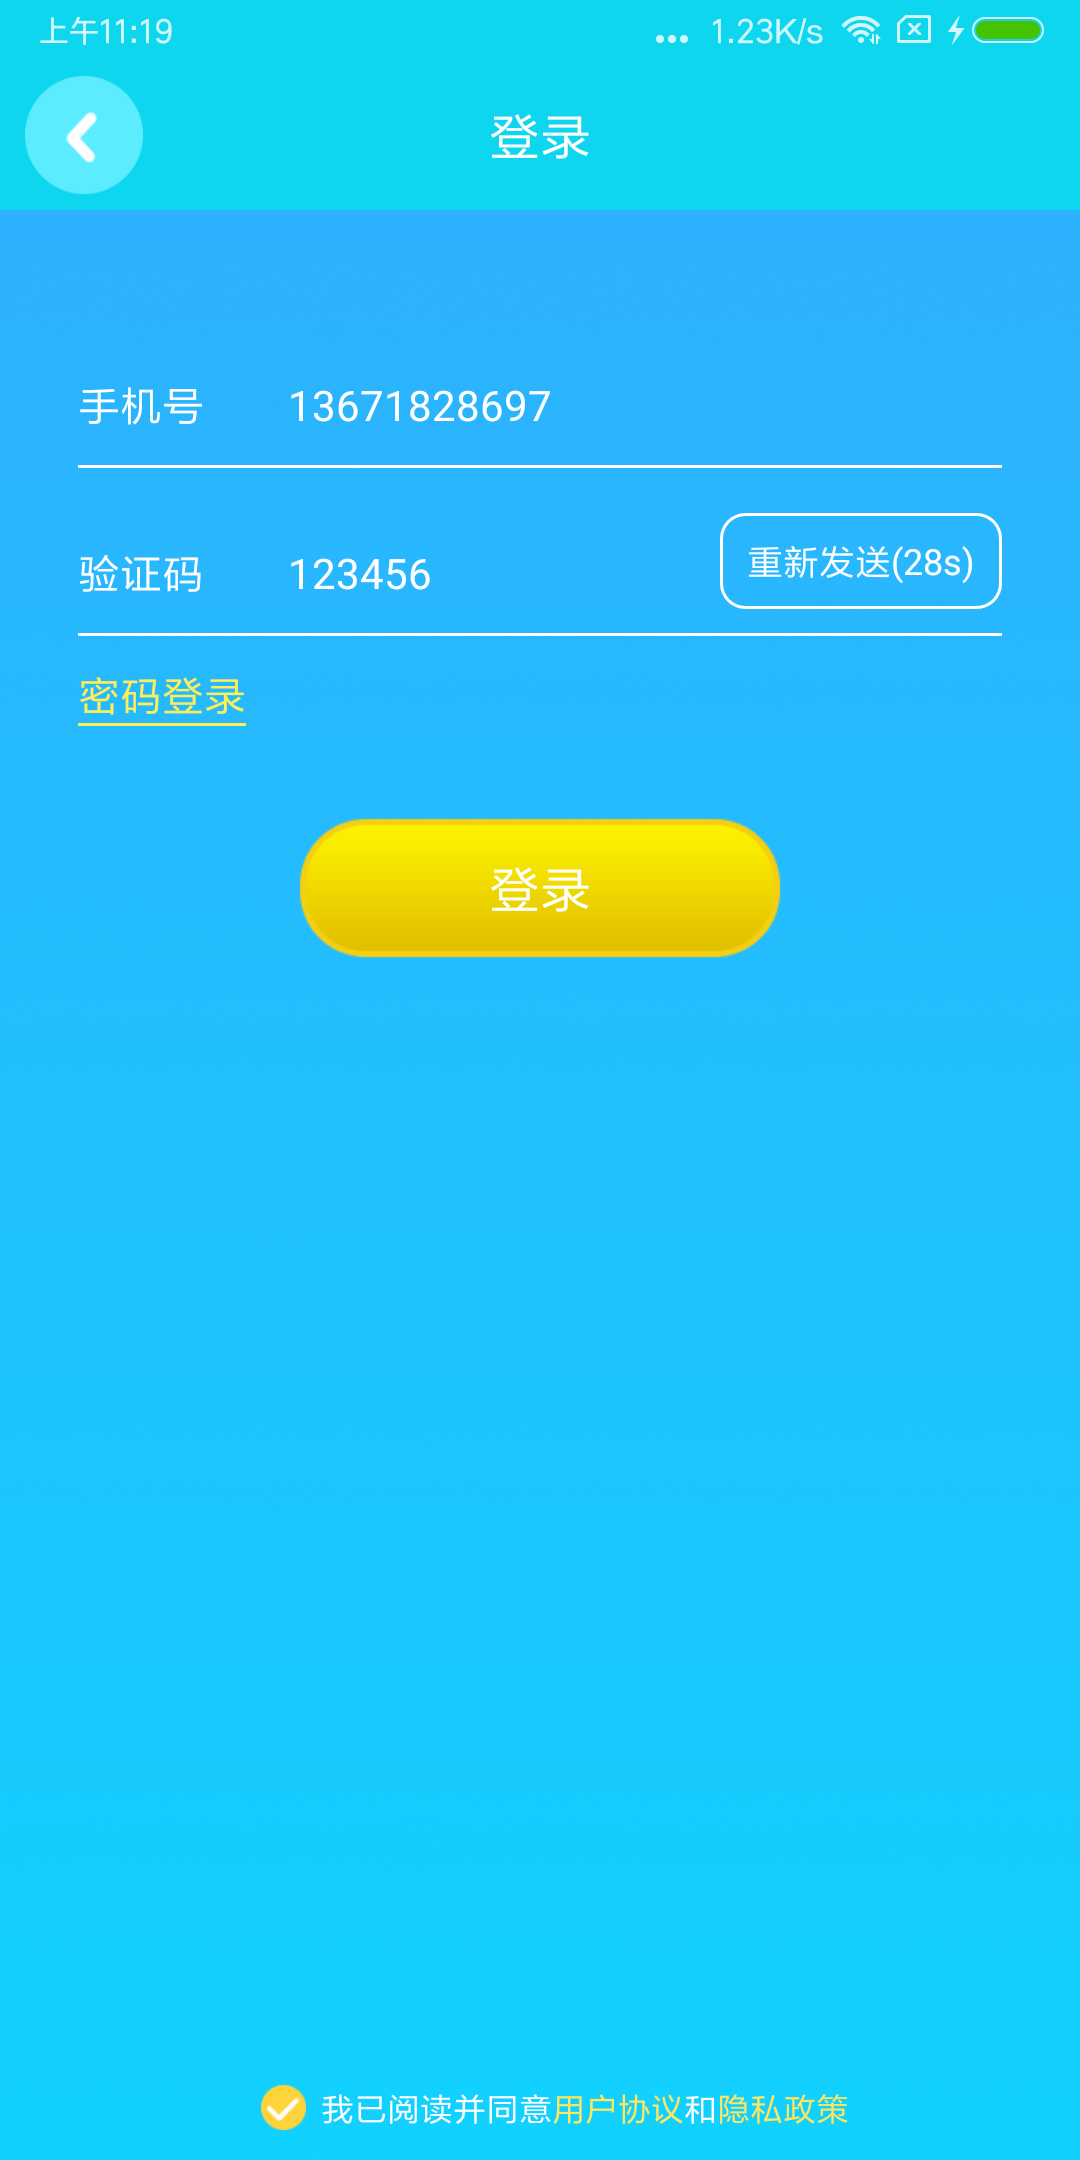 上午11:19
1.23K/s
登录
手机号 13671828697
验证码 123456 重新发送(28s)
密码登录
登录
我已阅读并同意用户协议和隐私政策